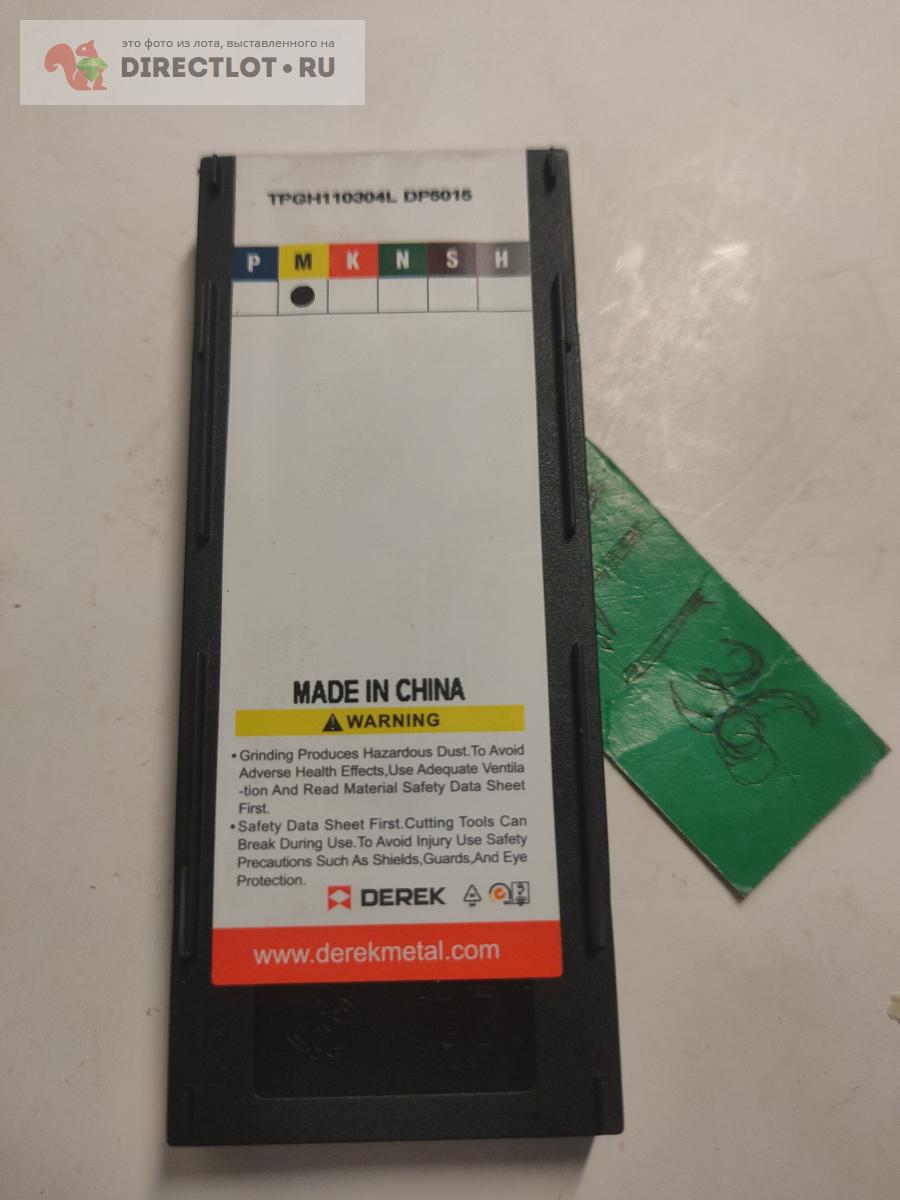 это фото из лота, выставленного на
DIRECTLOT•RU
TPGH110304L DP5015
P M K N S H
MADE IN CHINA
WARNING
•Grinding Produces Hazardous Dust.To Avoid
Adverse Health Effects,Use Adequate Ventila
-tion And Read Material Safety Data Sheet
First.
•Safety Data Sheet First.Cutting Tools Can
Break During Use.To Avoid Injury Use Safety
Precautions Such As Shields,Guards,And Eye
Protection.
DEREK
www.derekmetal.com